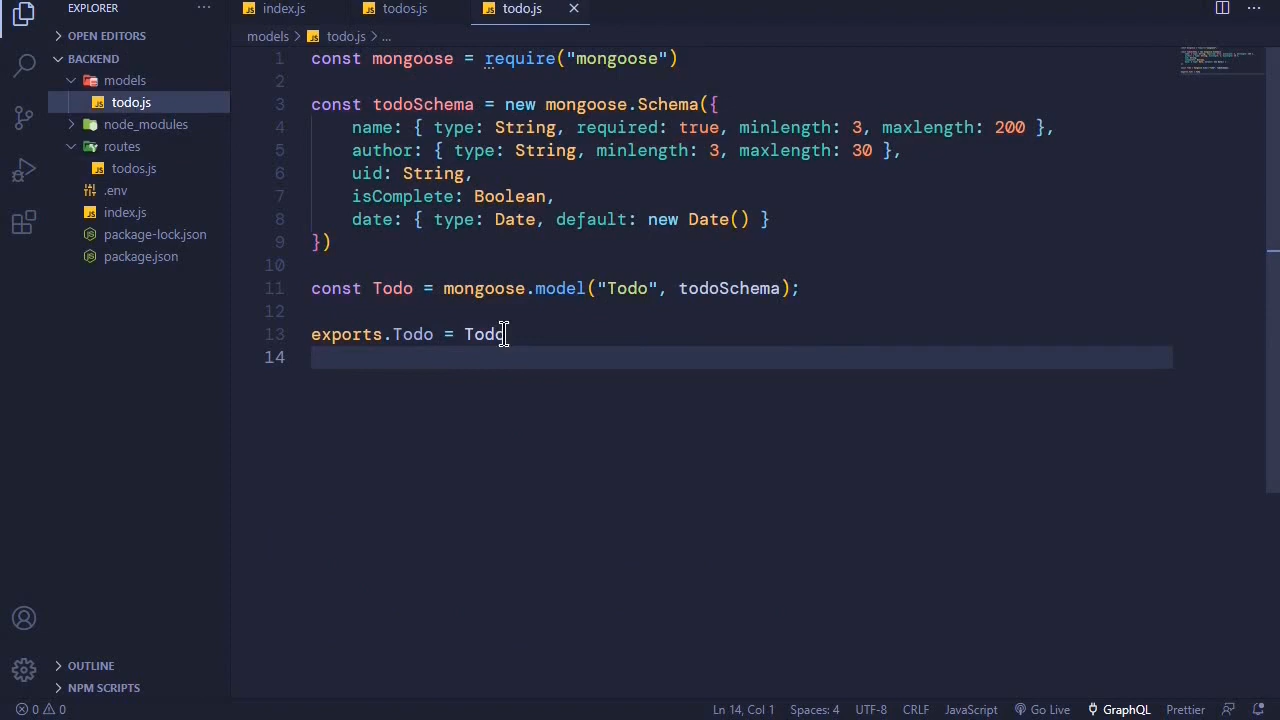 EXPLORER
OPEN EDITORS
BACKEND
models
todo.js
node_modules
routes
todos.js
.env
index.js
package-lock.json
package.json
OUTLINE
NPM SCRIPTS
index.js
todos.js
todo.js
models > todo.js > ...
1 const mongoose = require("mongoose")
2
3 const todoSchema = new mongoose.Schema({
4 name: { type: String, required: true, minlength: 3, maxlength: 200 },
5 author: { type: String, minlength: 3, maxlength: 30 },
6 uid: String,
7 isComplete: Boolean,
8 date: { type: Date, default: new Date() }
9 })
10
11 const Todo = mongoose.model("Todo", todoSchema);
12
13 exports.Todo = Todo
14
0 0 Ln 14, Col 1 Spaces: 4 UTF-8 CRLF JavaScript Go Live GraphQL Prettier